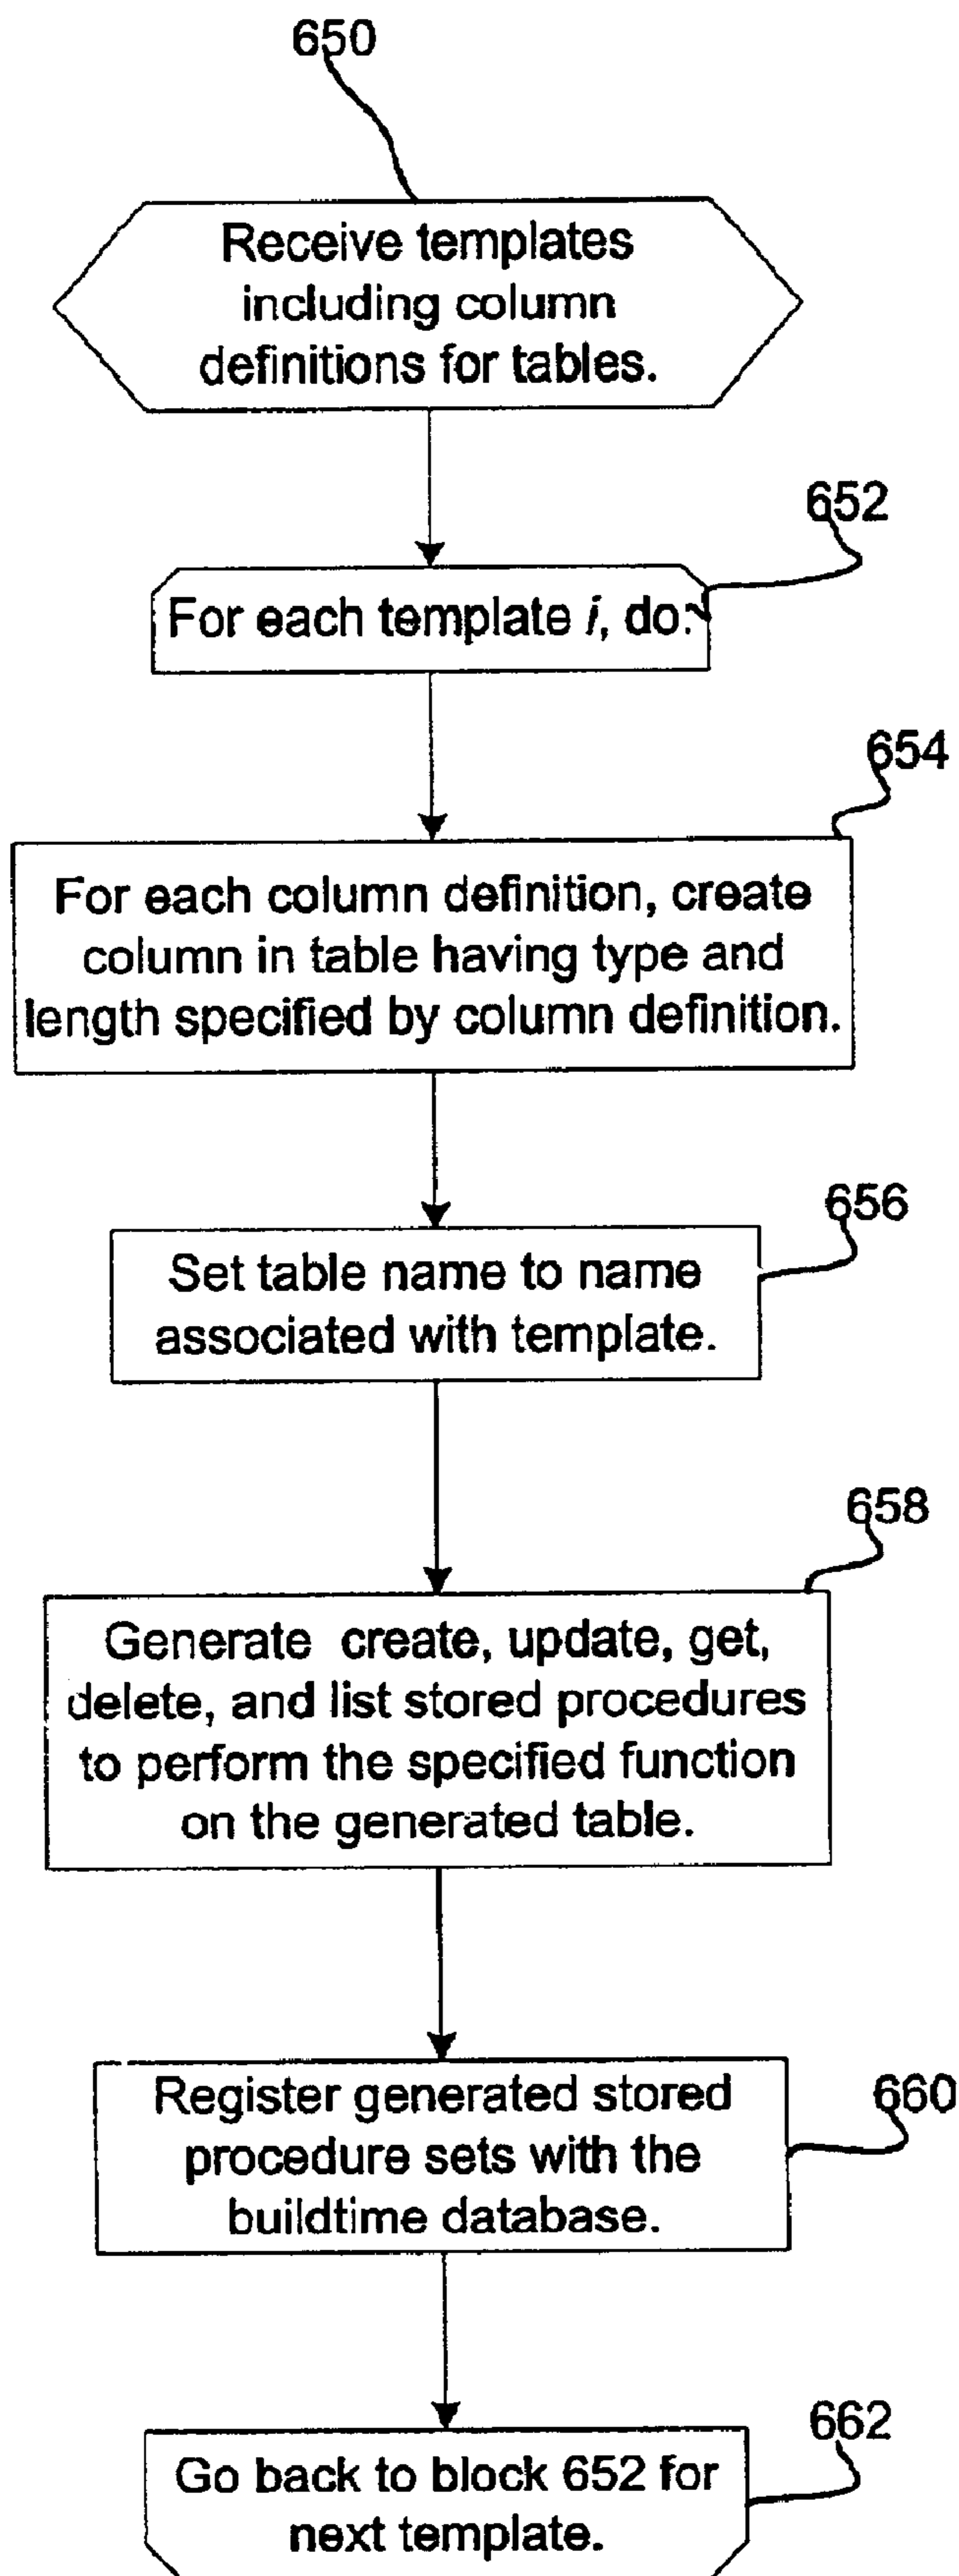 650
Receive templates
including column
definitions for tables.
652
For each template i, do:
654
For each column definition, create
column in table having type and
length specified by column definition.
656
Set table name to name
associated with template.
658
Generate create, update, get,
delete, and list stored procedures
to perform the specified function
on the generated table.
660
Register generated stored
procedure sets with the
buildtime database.
662
Go back to block 652 for
next template.